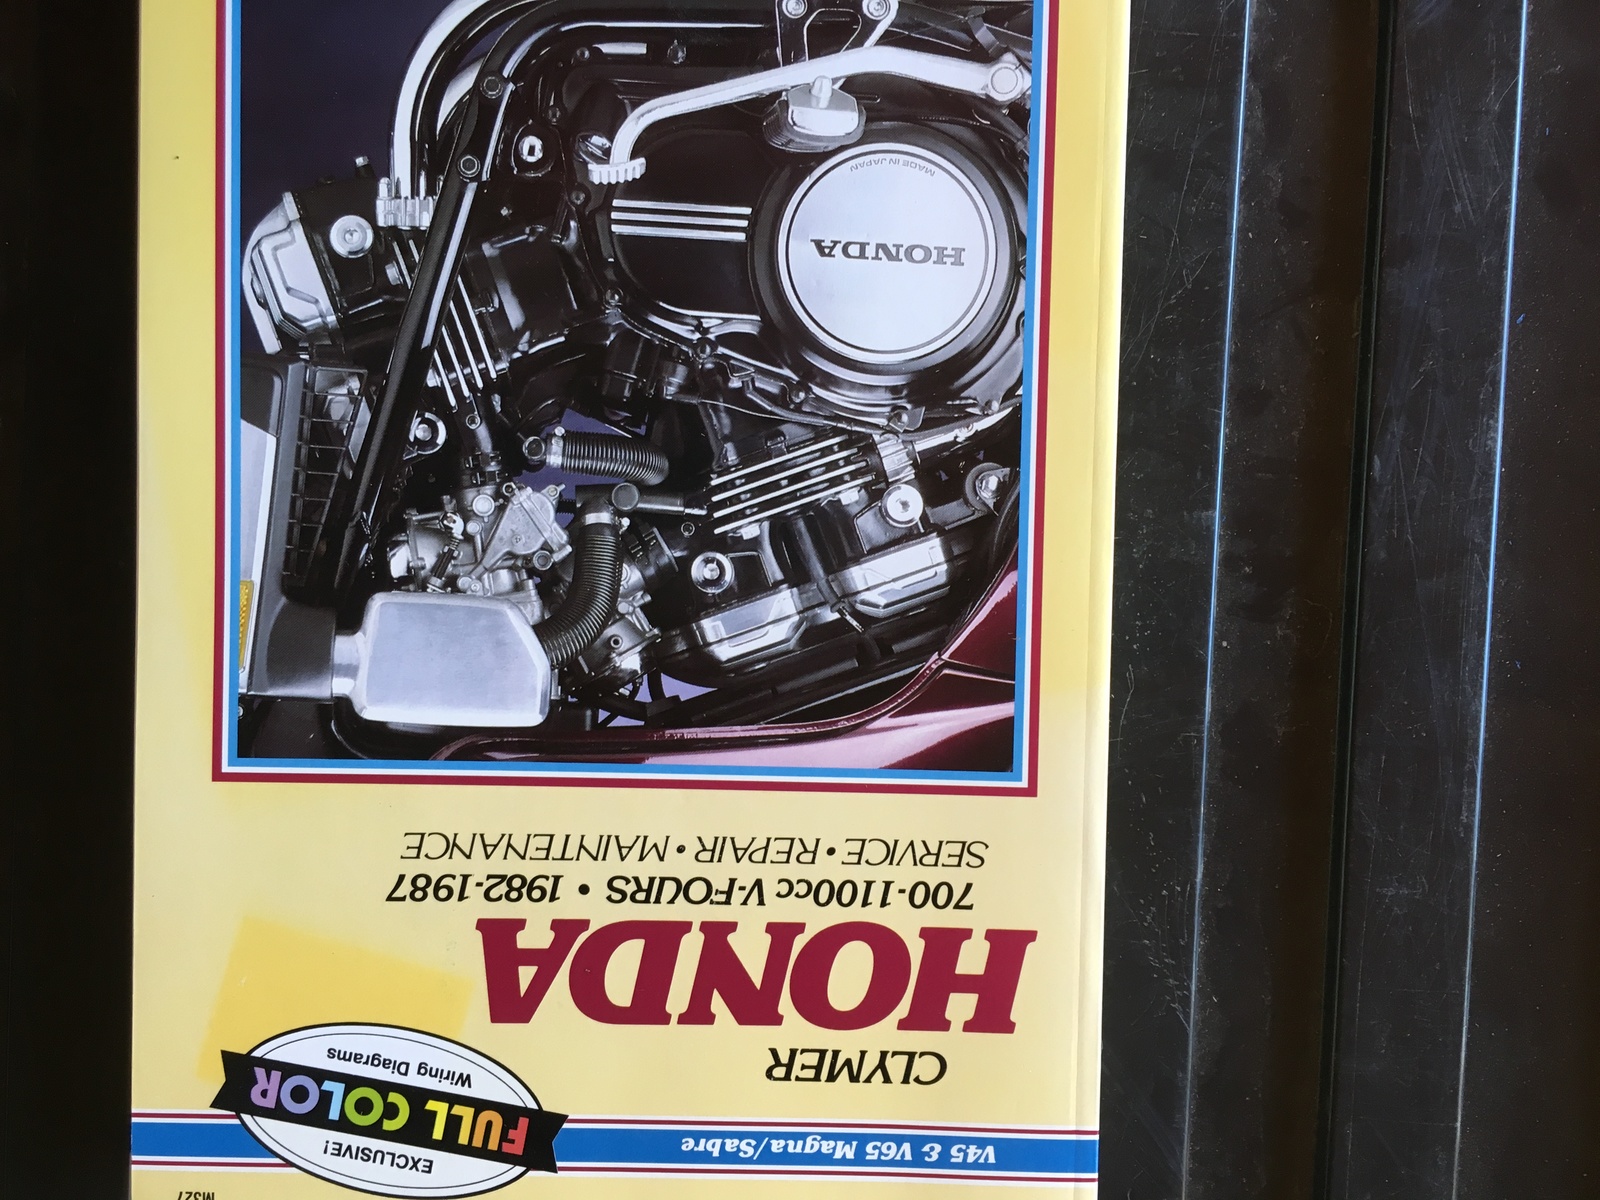 M327
V45 & V65 Magna/Sabre
EXCLUSIVE!
FULL COLOR
Wiring Diagrams
CLYMER
HONDA
700-1100cc V-FOURS • 1982-1987
SERVICE • REPAIR • MAINTENANCE
HONDA
MADE IN JAPAN